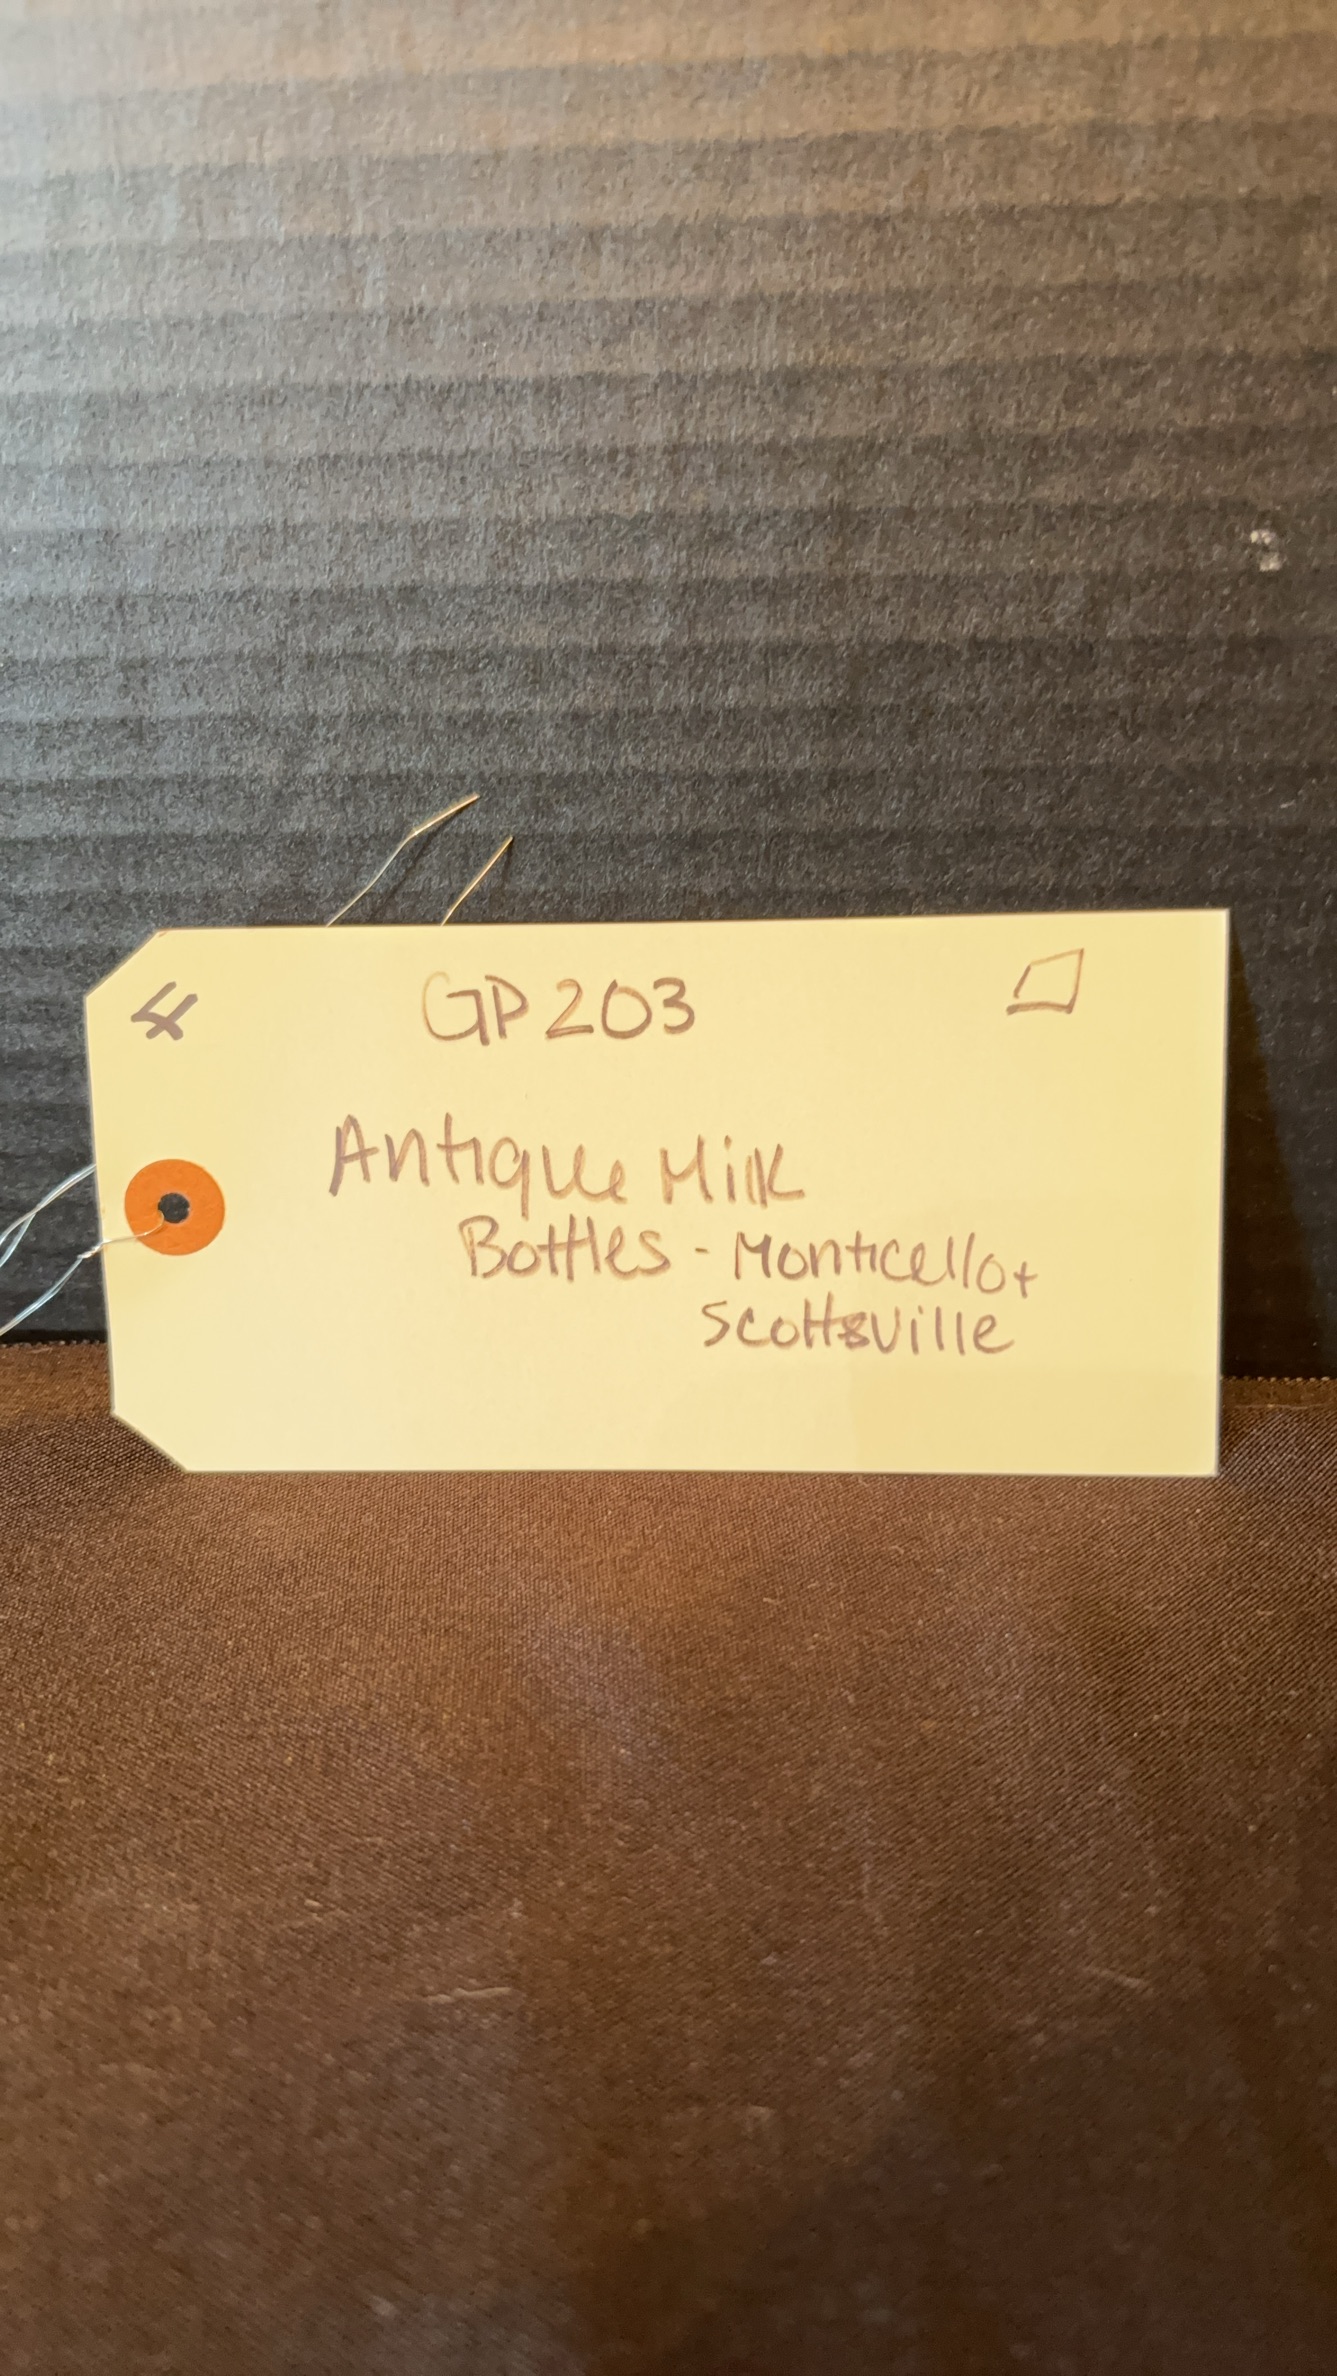 GP203
Antique Milk
Bottles - Monticello +
Scottsville